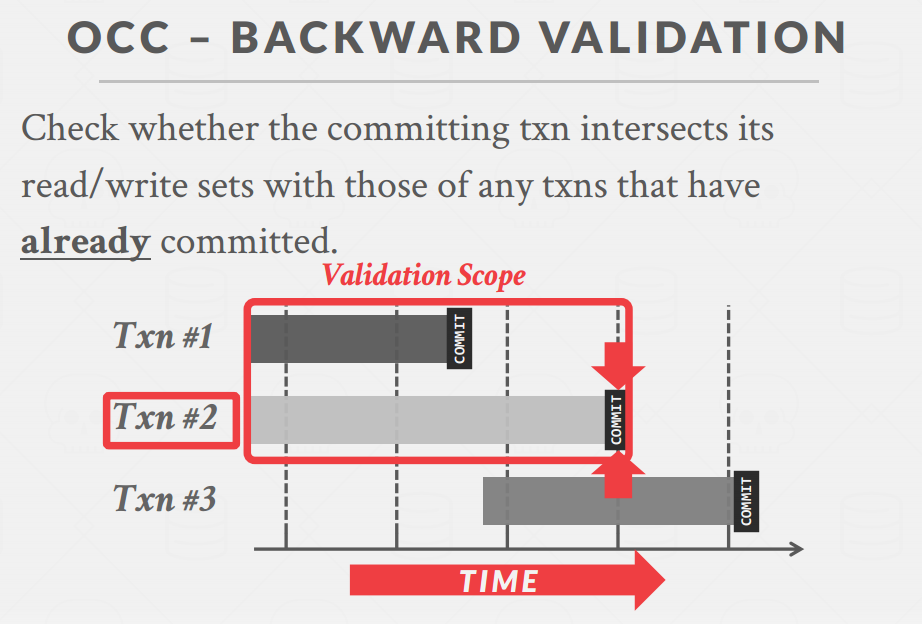 OCC – BACKWARD VALIDATION
Check whether the committing txn intersects its
read/write sets with those of any txns that have
already committed.
Validation Scope
Txn #1
COMMIT
Txn #2
COMMIT
Txn #3
COMMIT
TIME